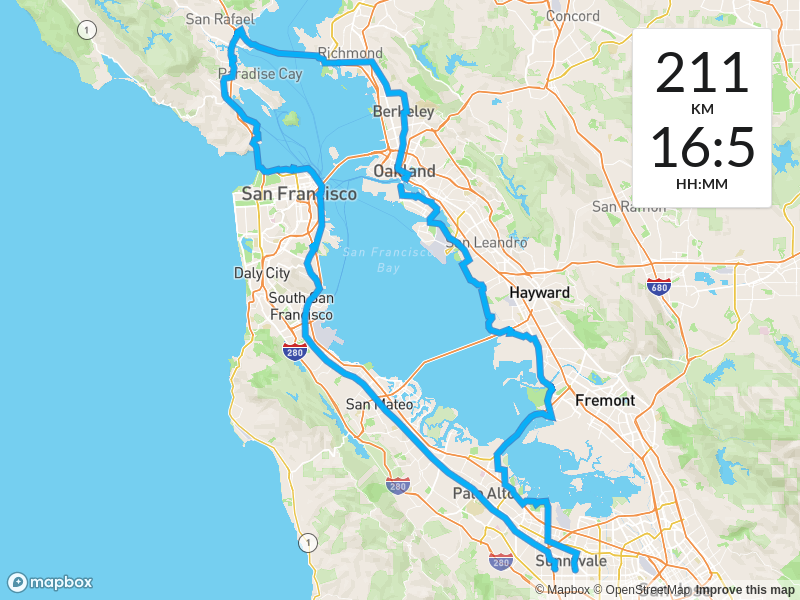 San Rafael
Concord
1
Richmond
Paradise Cay
211
KM
16:5
HH:MM
Berkeley
Oakland
San Francisco
San Ramon
San Leandro
San Francisco
Bay
Daly City
680
Hayward
South San
Francisco
280
San Mateo
Fremont
280
Palo Alto
1
280
Sunnyvale
San Jose
mapbox
© Mapbox © OpenStreetMap Improve this map